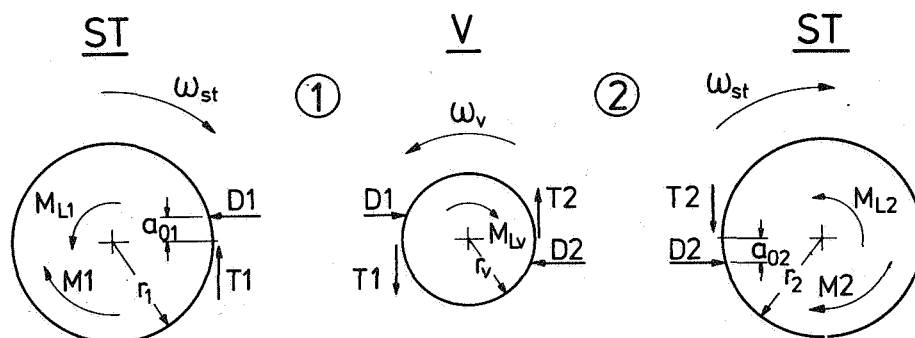 ST
V
ST
ω_st
1
ω_v
2
ω_st
M_L1
a_01
D1
M1
r_1
T1
D1
T2
M_Lv
T1
r_v
D2
T2
M_L2
D2
a_02
r_2
M2